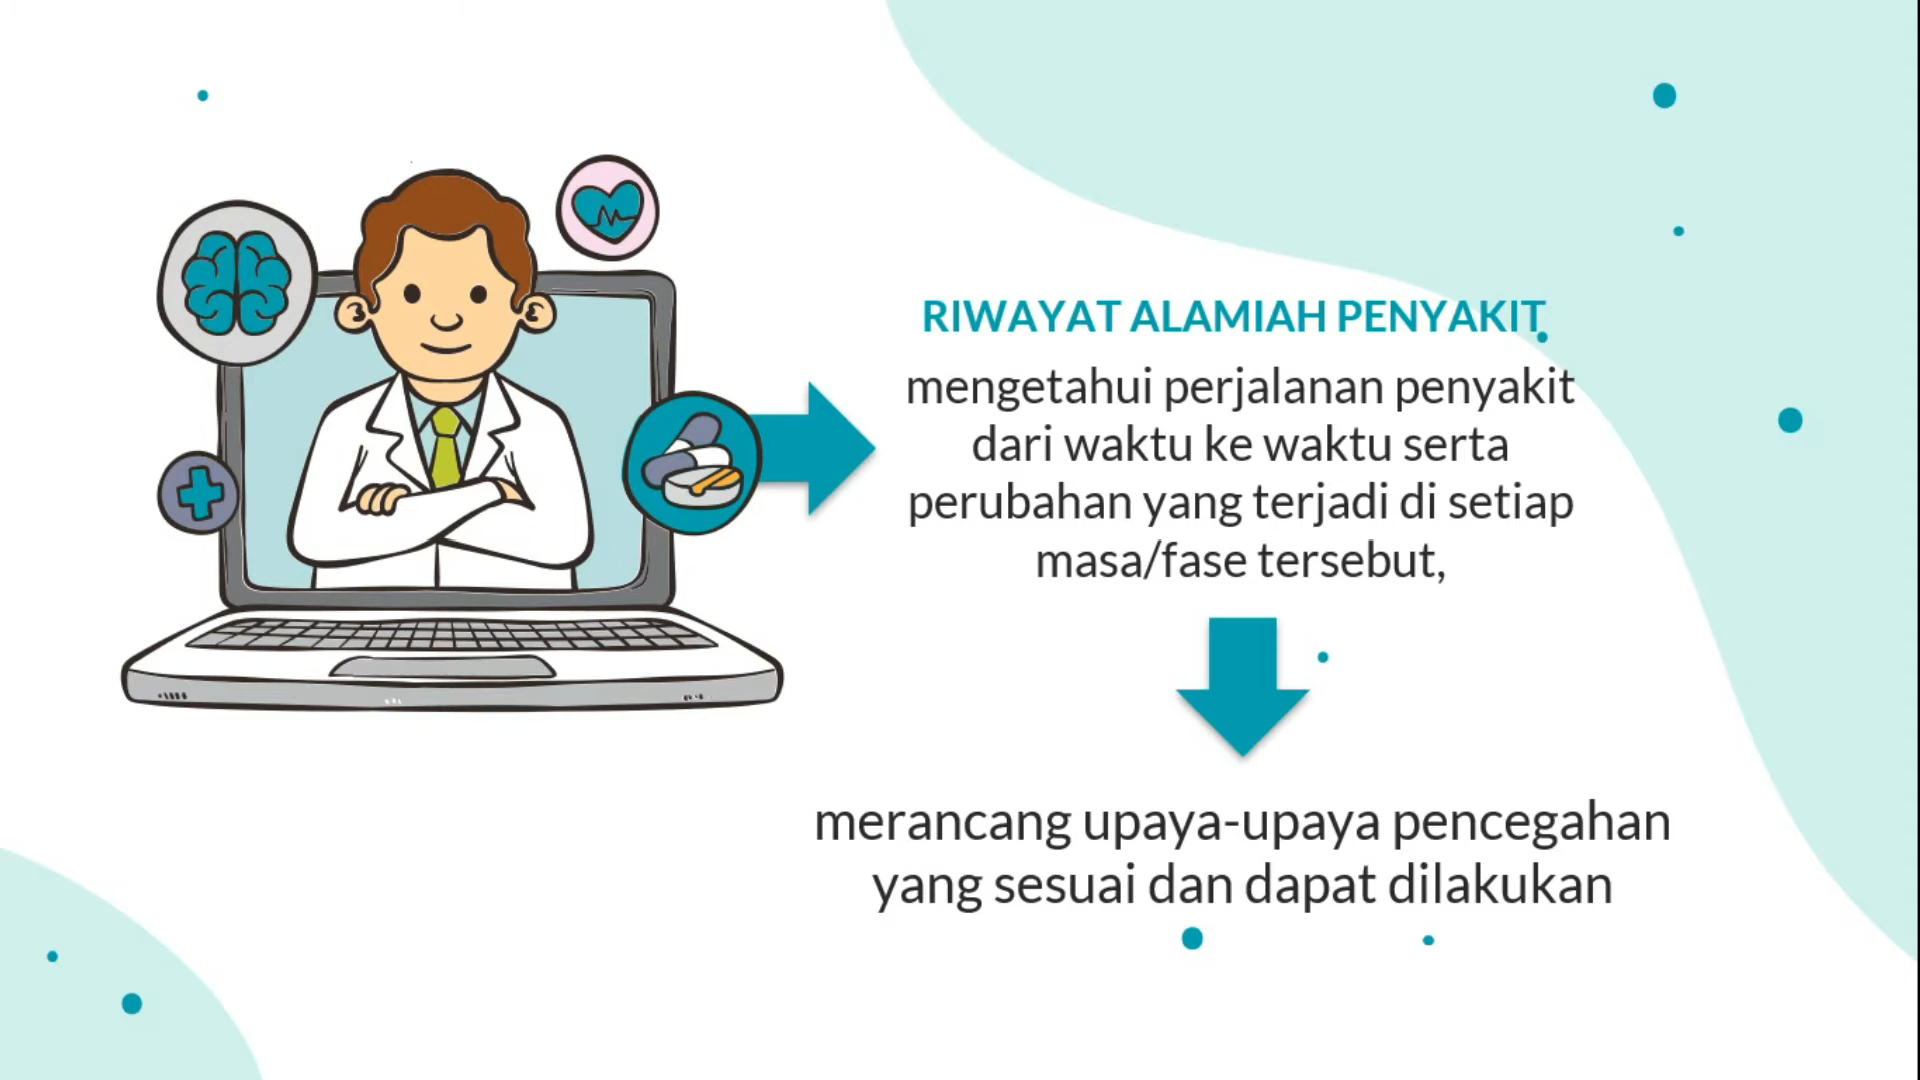 RIWAYAT ALAMIAH PENYAKIT
mengetahui perjalanan penyakit
dari waktu ke waktu serta
perubahan yang terjadi di setiap
masa/fase tersebut,
merancang upaya-upaya pencegahan
yang sesuai dan dapat dilakukan